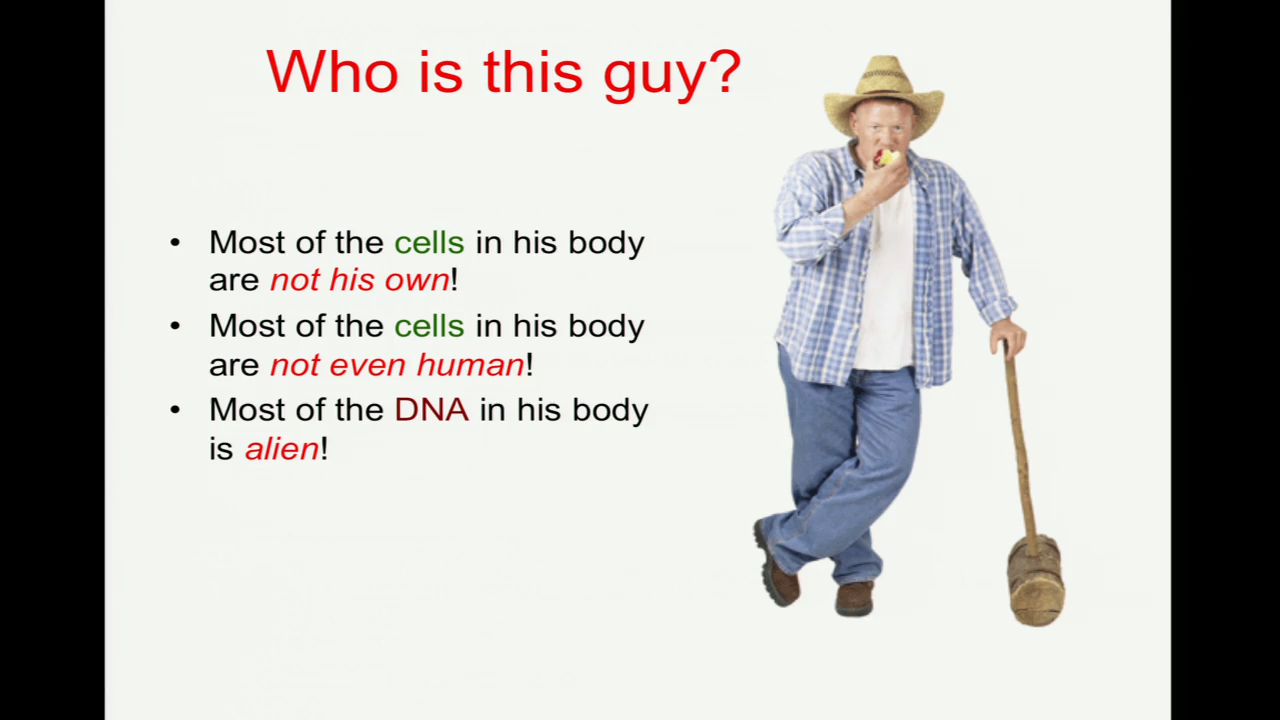 Who is this guy?
• Most of the cells in his body
are not his own!
• Most of the cells in his body
are not even human!
• Most of the DNA in his body
is alien!